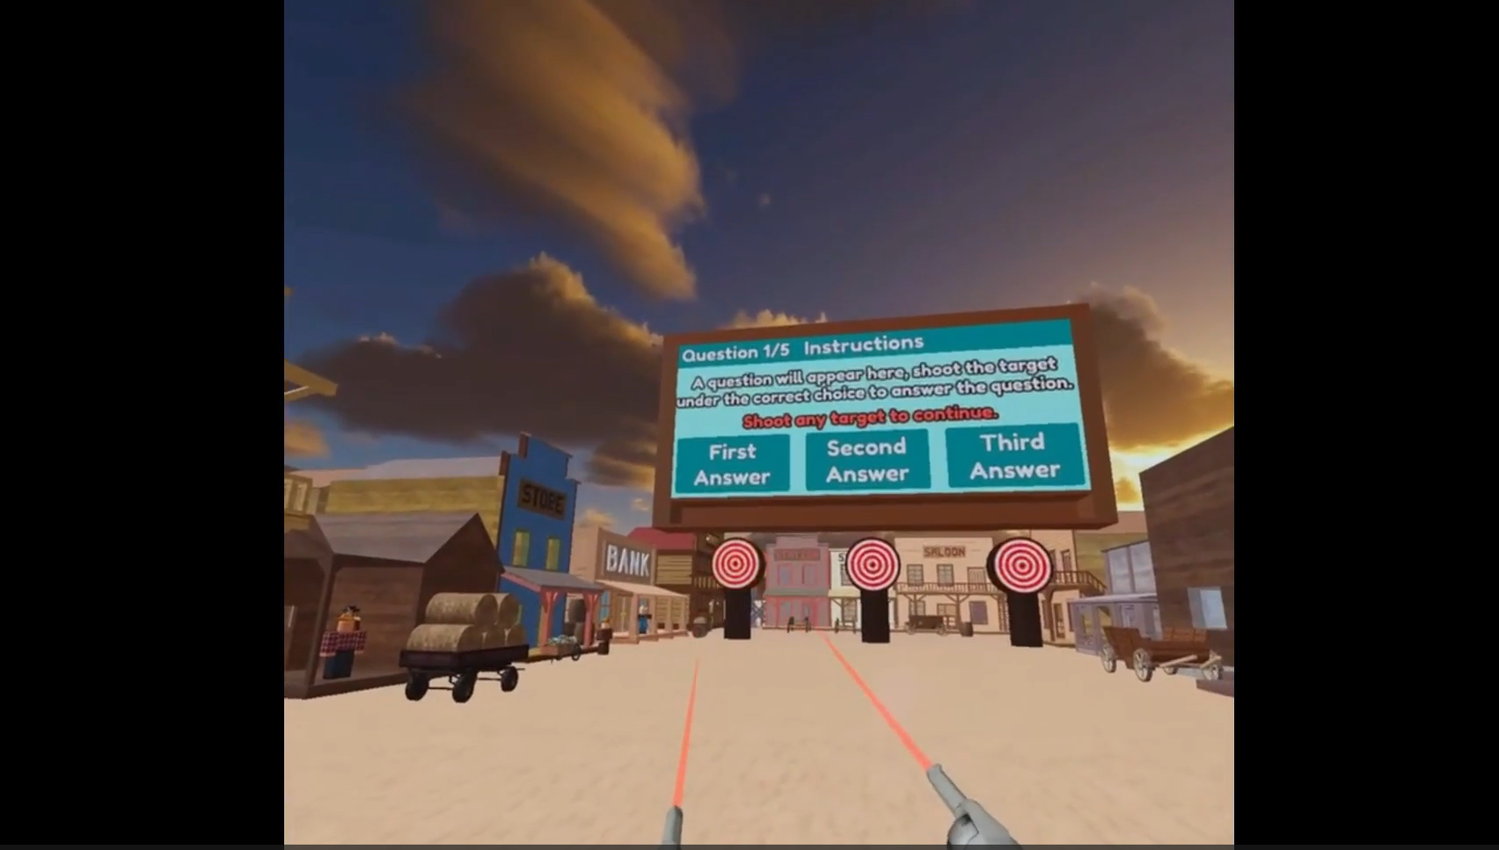 Question 1/5 Instructions
A question will appear here, shoot the target
under the correct choice to answer the question.
Shoot any target to continue.
First
Answer
Second
Answer
Third
Answer
STORE
BANK
SALOON